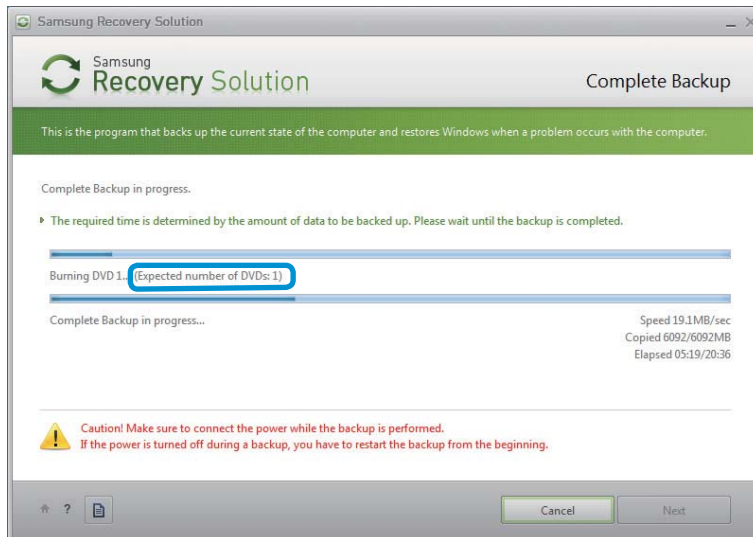 Samsung Recovery Solution
Samsung
Recovery Solution
Complete Backup
This is the program that backs up the current state of the computer and restores Windows when a problem occurs with the computer.
Complete Backup in progress.
The required time is determined by the amount of data to be backed up. Please wait until the backup is completed.
Burning DVD 1... (Expected number of DVDs: 1)
Complete Backup in progress...
Speed 19.1MB/sec
Copied 6092/6092MB
Elapsed 05:19/20:36
Caution! Make sure to connect the power while the backup is performed.
If the power is turned off during a backup, you have to restart the backup from the beginning.
?
Cancel
Next